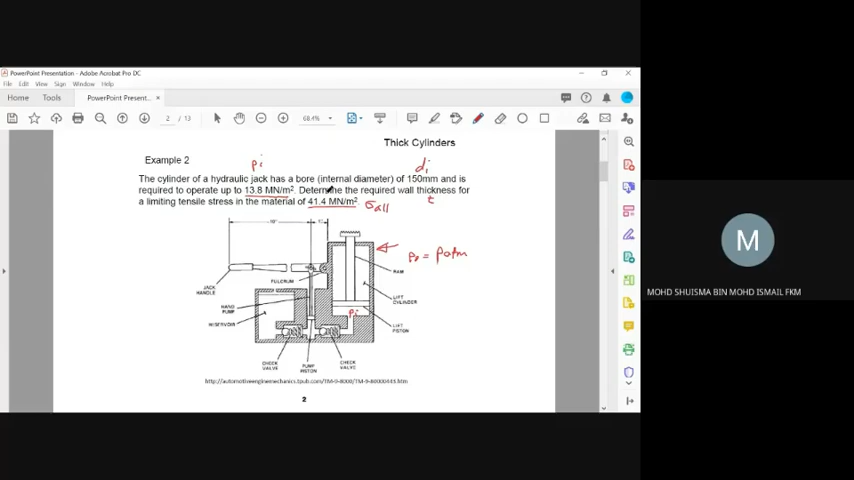 PowerPoint Presentation - Adobe Acrobat Pro DC
File Edit View Sign Window Help
Home Tools PowerPoint Present... ×
2 / 13 68.4%
Thick Cylinders
Example 2
pi di
The cylinder of a hydraulic jack has a bore (internal diameter) of 150mm and is
required to operate up to 13.8 MN/m². Determine the required wall thickness for
a limiting tensile stress in the material of 41.4 MN/m².
σall t
Po = Patm
RAM
JACK
HANDLE
FULCRUM
HAND
PUMP
RESERVOIR
LIFT
CYLINDER
Pi
LIFT
PISTON
CHECK
VALVE
PUMP
PISTON
CHECK
VALVE
2
M
MOHD SHUISMA BIN MOHD ISMAIL FKM